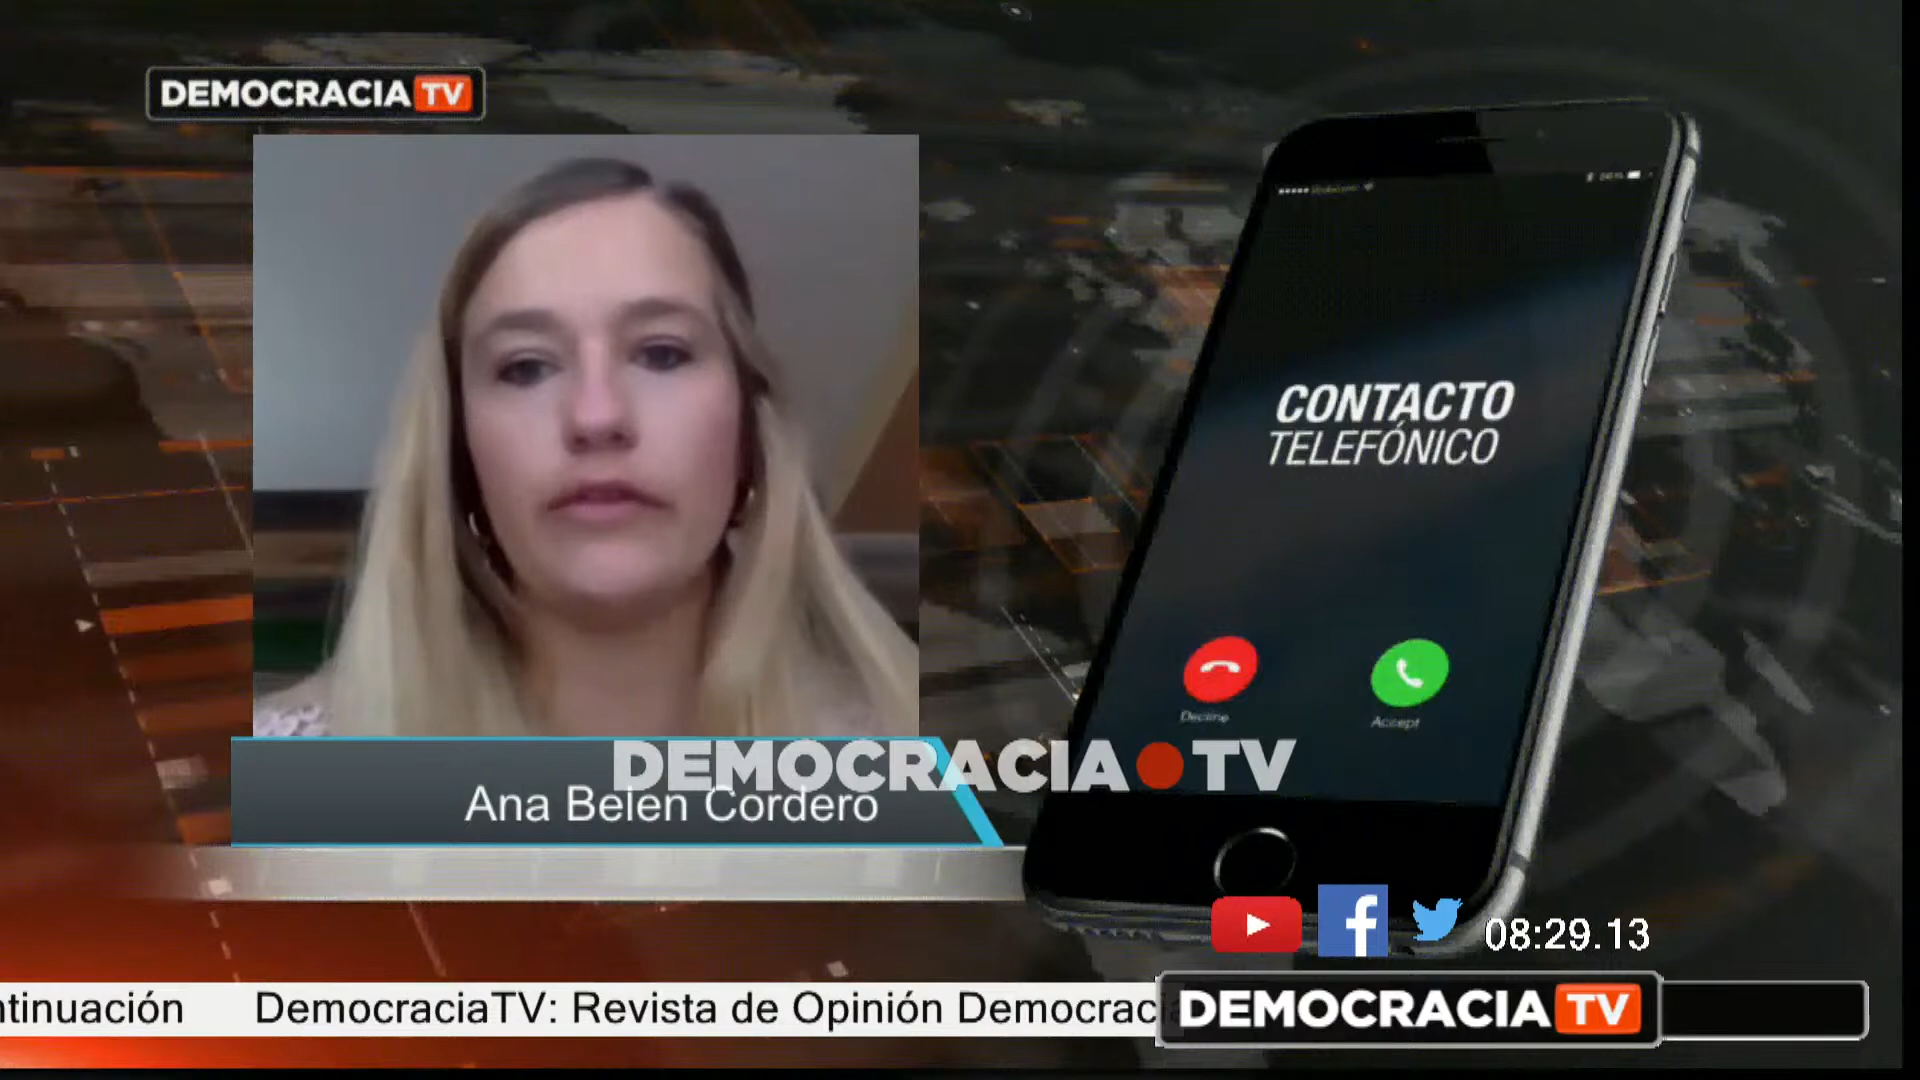 DEMOCRACIA TV
CONTACTO
TELEFÓNICO
Decline
Accept
DEMOCRACIA TV
Ana Belen Cordero
08:29.13
ntinuación DemocraciaTV: Revista de Opinión Democraci
DEMOCRACIA TV